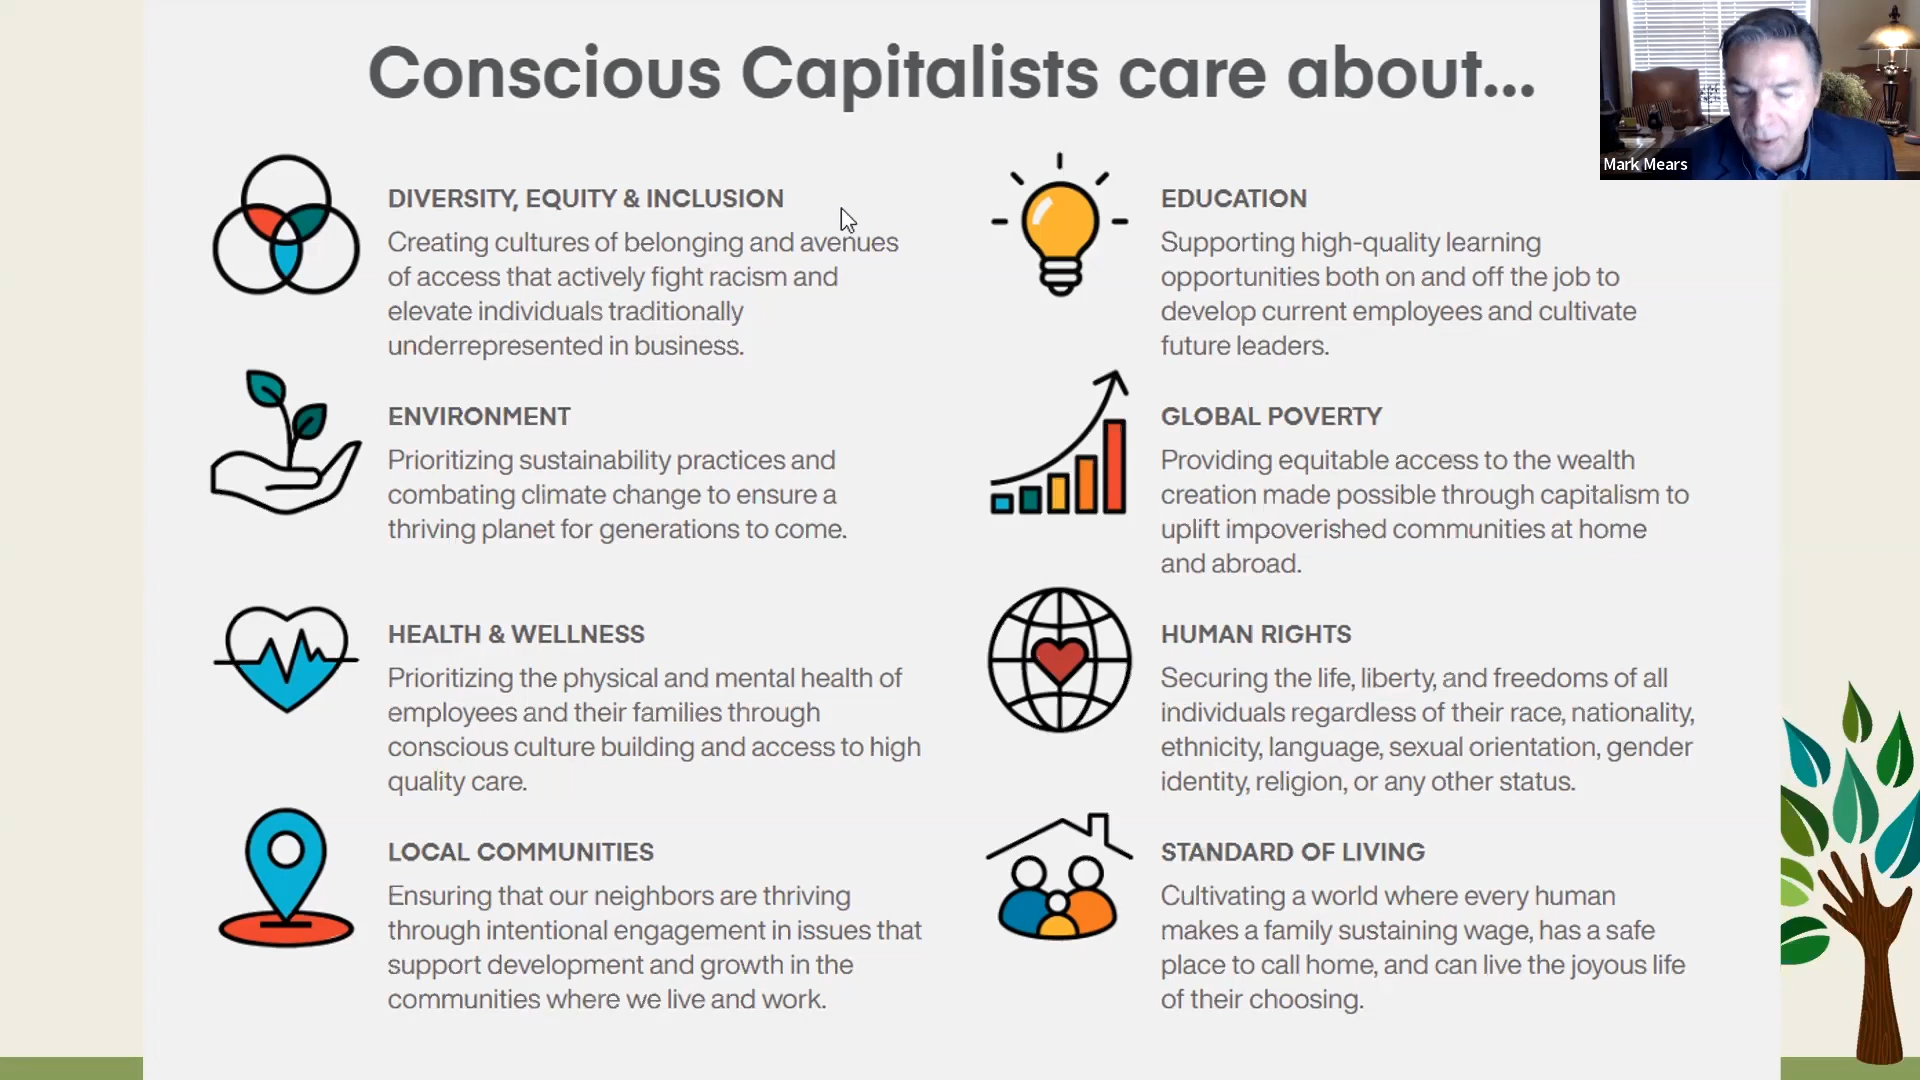 Conscious Capitalists care about...
Mark Mears
DIVERSITY, EQUITY & INCLUSION
Creating cultures of belonging and avenues
of access that actively fight racism and
elevate individuals traditionally
underrepresented in business.
EDUCATION
Supporting high-quality learning
opportunities both on and off the job to
develop current employees and cultivate
future leaders.
ENVIRONMENT
Prioritizing sustainability practices and
combating climate change to ensure a
thriving planet for generations to come.
GLOBAL POVERTY
Providing equitable access to the wealth
creation made possible through capitalism to
uplift impoverished communities at home
and abroad.
HEALTH & WELLNESS
Prioritizing the physical and mental health of
employees and their families through
conscious culture building and access to high
quality care.
HUMAN RIGHTS
Securing the life, liberty, and freedoms of all
individuals regardless of their race, nationality,
ethnicity, language, sexual orientation, gender
identity, religion, or any other status.
LOCAL COMMUNITIES
Ensuring that our neighbors are thriving
through intentional engagement in issues that
support development and growth in the
communities where we live and work.
STANDARD OF LIVING
Cultivating a world where every human
makes a family sustaining wage, has a safe
place to call home, and can live the joyous life
of their choosing.